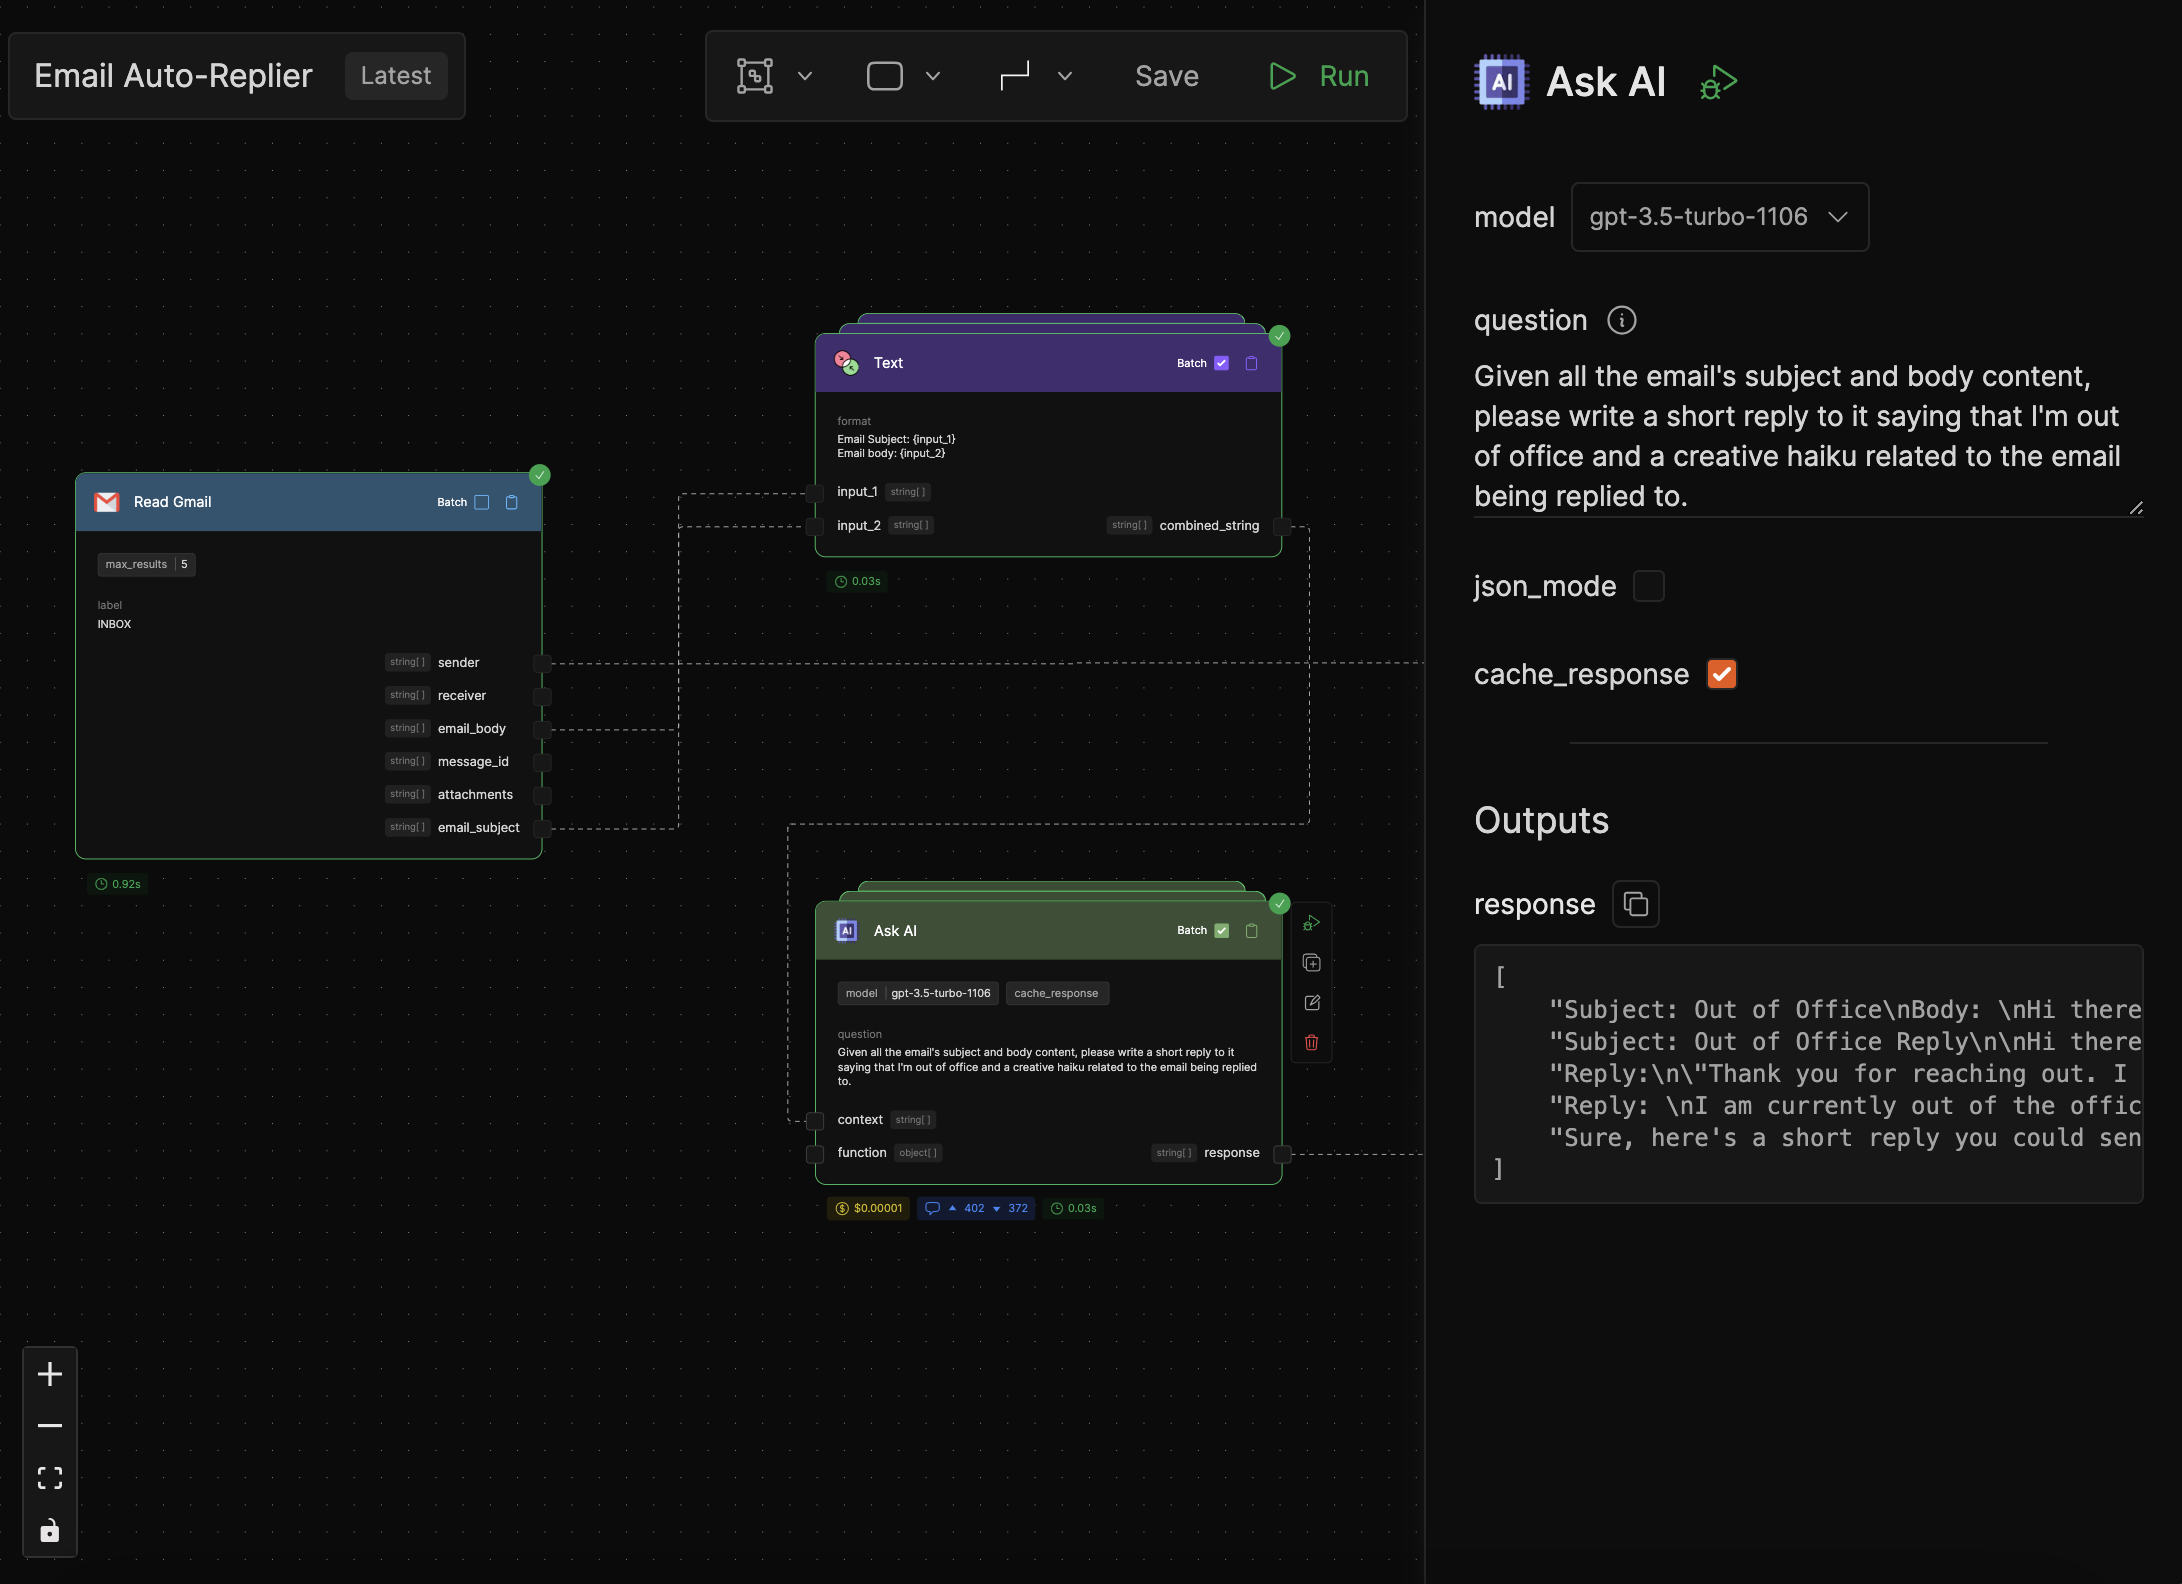 Email Auto-Replier
Latest
Save
Run
Read Gmail
Batch
max_results
5
label
INBOX
string[] sender
string[] receiver
string[] email_body
string[] message_id
string[] attachments
string[] email_subject
0.92s
Text
Batch
format
Email Subject: {input_1}
Email body: {input_2}
input_1 string[]
input_2 string[]
string[] combined_string
0.03s
AI
Ask AI
Batch
model gpt-3.5-turbo-1106
cache_response
question
Given all the email's subject and body content, please write a short reply to it
saying that I'm out of office and a creative haiku related to the email being replied
to.
context string[]
function object[]
string[] response
$0.00001
402
372
0.03s
AI
Ask AI
model
gpt-3.5-turbo-1106
question
Given all the email's subject and body content,
please write a short reply to it saying that I'm out
of office and a creative haiku related to the email
being replied to.
json_mode
cache_response
Outputs
response
[
"Subject: Out of Office\nBody: \nHi there
"Subject: Out of Office Reply\n\nHi there
"Reply:\n\"Thank you for reaching out. I
"Reply: \nI am currently out of the offic
"Sure, here's a short reply you could sen
]